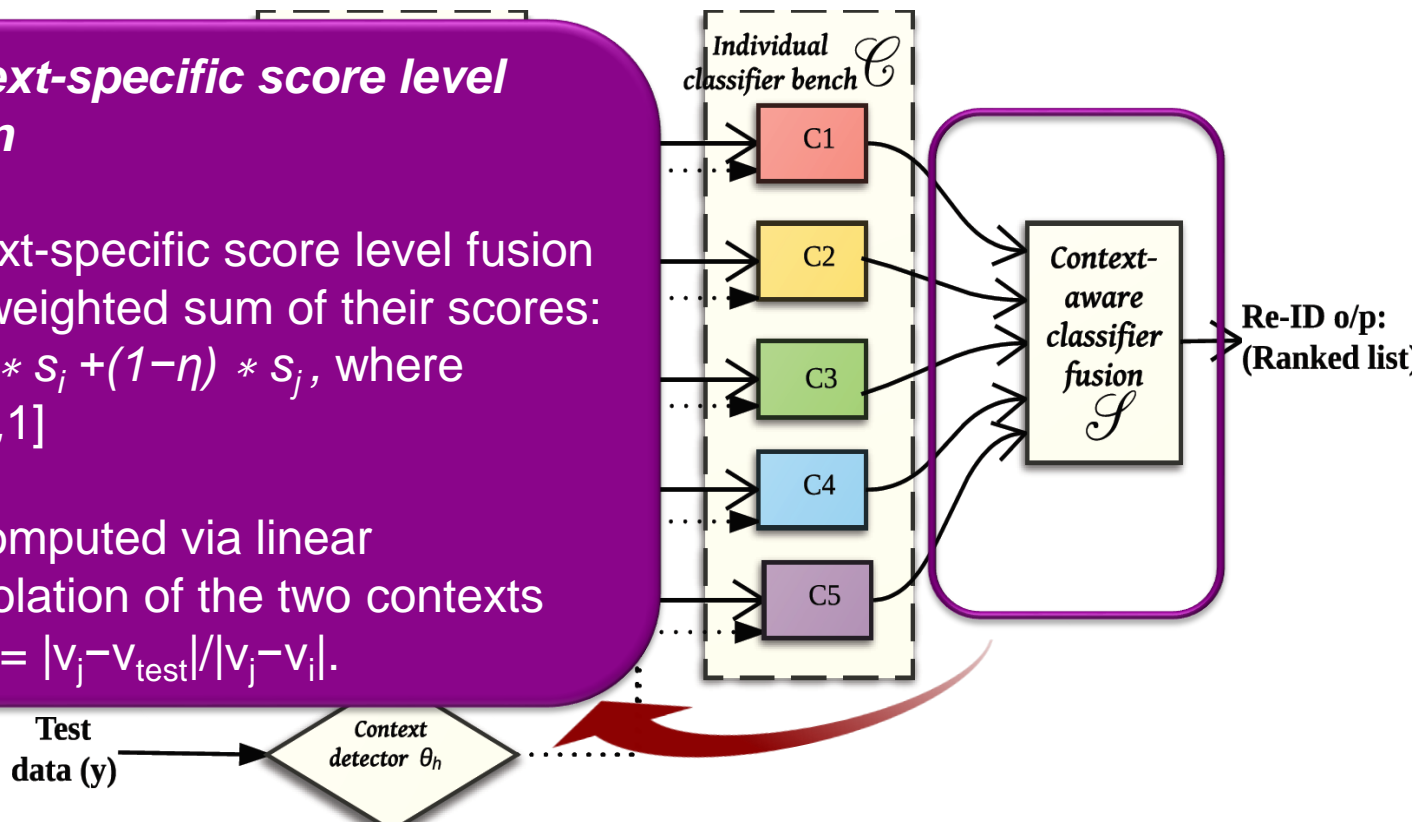 ext-specific score level
n
xt-specific score level fusion
weighted sum of their scores:
* sᵢ +(1−η) * sⱼ , where
,1]
omputed via linear
olation of the two contexts
= |vⱼ−v_test|/|vⱼ−vᵢ|.
Individual
classifier bench 𝒞
C1
C2
C3
C4
C5
Context-
aware
classifier
fusion
𝒮
Re-ID o/p:
(Ranked list)
Test
data (y)
Context
detector θₕ